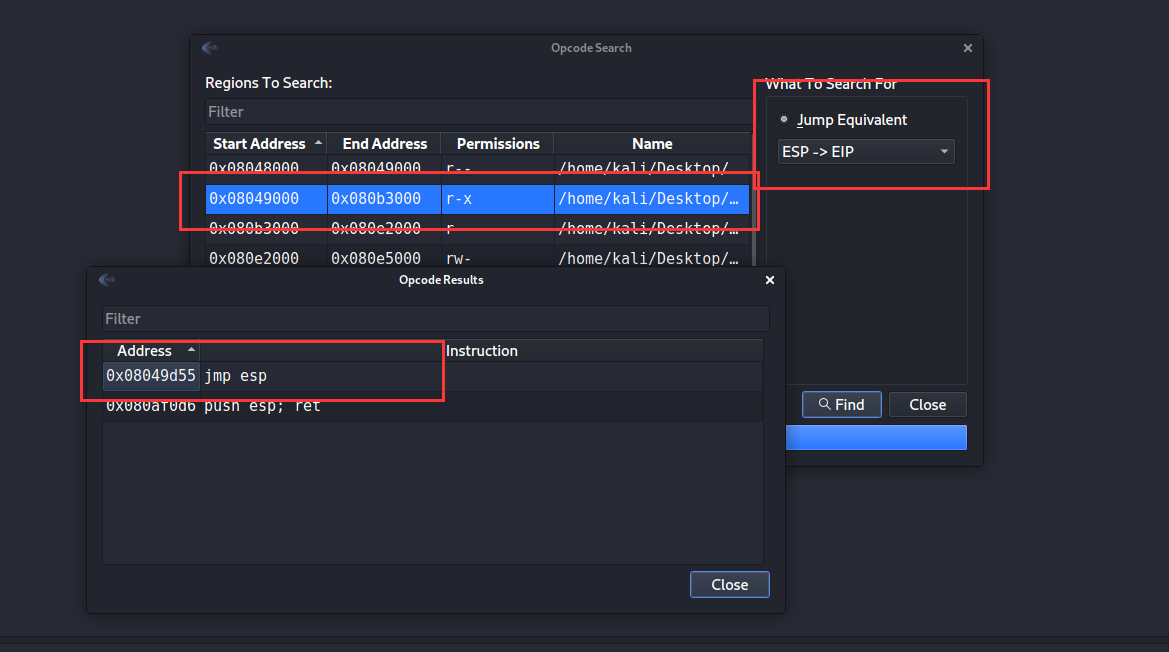 Opcode Search
Regions To Search:
What To Search For
Filter
Jump Equivalent
Start Address End Address Permissions Name
ESP -> EIP
0x08048000 0x08049000 r-- /home/kali/Desktop/
0x08049000 0x080b3000 r-x /home/kali/Desktop/…
0x080b3000 0x080e2000 r /home/kali/Desktop/…
0x080e2000 0x080e5000 rw- /home/kali/Desktop/…
Opcode Results
Filter
Address Instruction
0x08049d55 jmp esp
0x080af0d6 push esp; ret
Find Close
Close